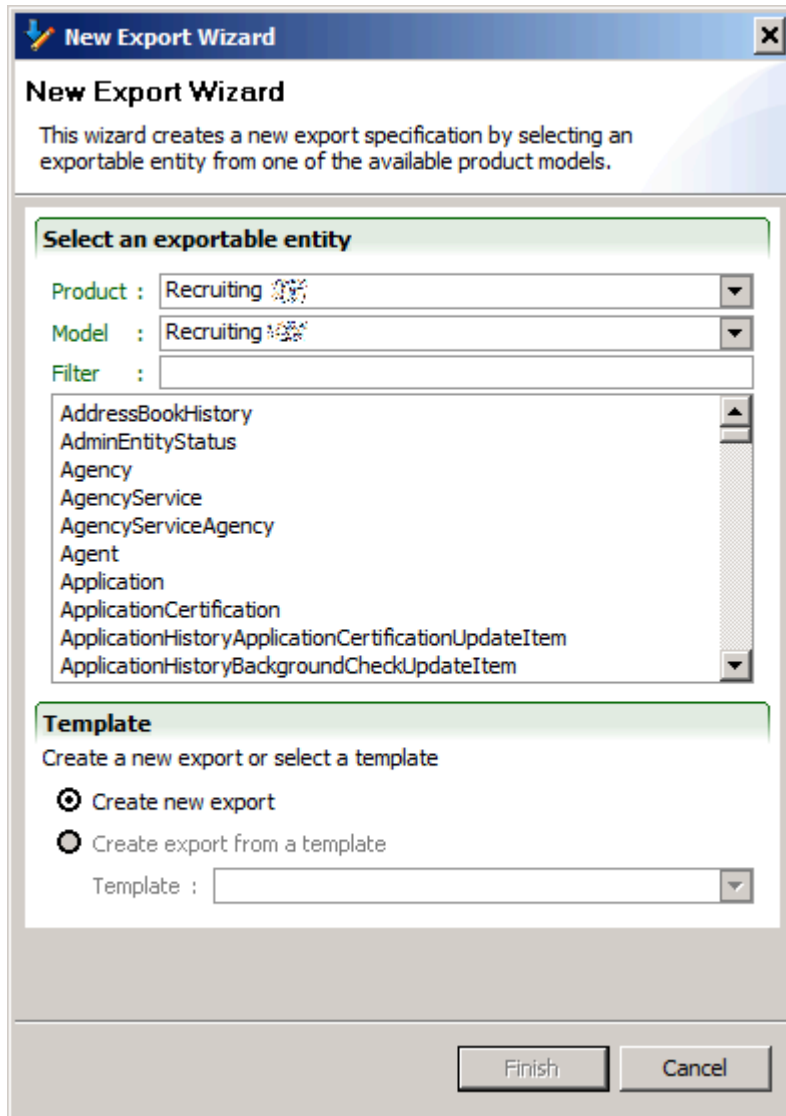 New Export Wizard
New Export Wizard
This wizard creates a new export specification by selecting an
exportable entity from one of the available product models.
Select an exportable entity
Product : Recruiting
Model : Recruiting
Filter :
AddressBookHistory
AdminEntityStatus
Agency
AgencyService
AgencyServiceAgency
Agent
Application
ApplicationCertification
ApplicationHistoryApplicationCertificationUpdateItem
ApplicationHistoryBackgroundCheckUpdateItem
Template
Create a new export or select a template
Create new export
Create export from a template
Template :
Finish Cancel